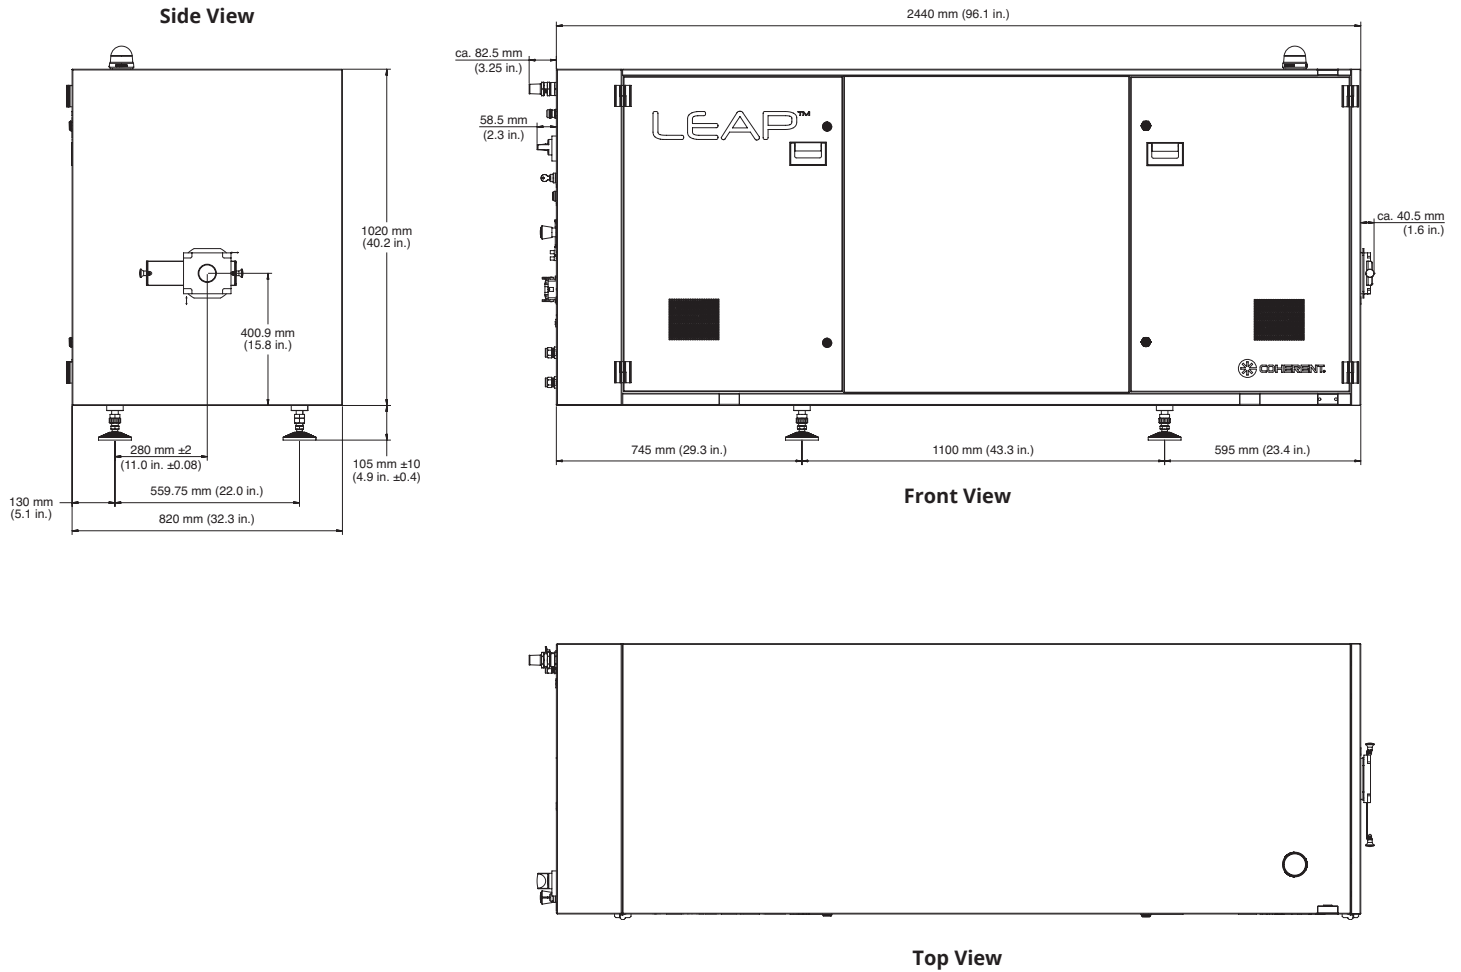 Side View
2440 mm (96.1 in.)
ca. 82.5 mm
(3.25 in.)
58.5 mm
(2.3 in.)
LEAP™
1020 mm
(40.2 in.)
ca. 40.5 mm
(1.6 in.)
400.9 mm
(15.8 in.)
COHERENT.
280 mm ±2
(11.0 in. ±0.08)
105 mm ±10
(4.9 in. ±0.4)
745 mm (29.3 in.)
1100 mm (43.3 in.)
595 mm (23.4 in.)
130 mm
(5.1 in.)
559.75 mm (22.0 in.)
820 mm (32.3 in.)
Front View
Top View